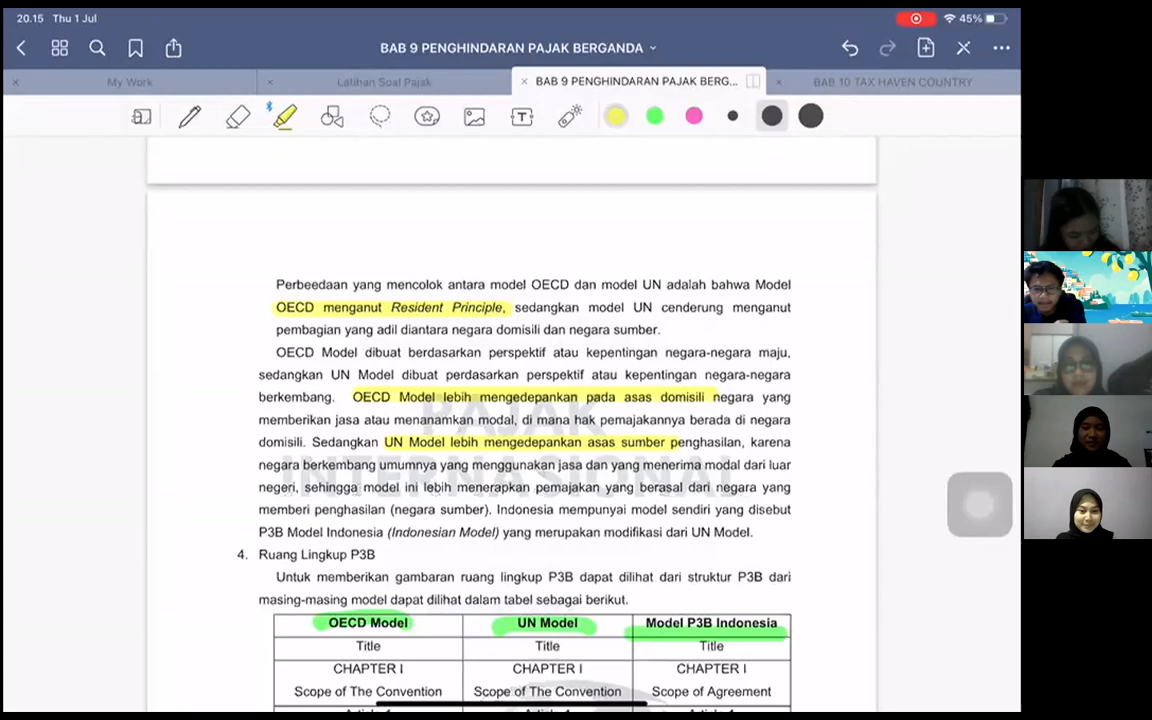 20.15 Thu 1 Jul
45%
BAB 9 PENGHINDARAN PAJAK BERGANDA
My Work
Latihan Soal Pajak
BAB 9 PENGHINDARAN PAJAK BERG...
BAB 10 TAX HAVEN COUNTRY
Perbeedaan yang mencolok antara model OECD dan model UN adalah bahwa Model
OECD menganut Resident Principle, sedangkan model UN cenderung menganut
pembagian yang adil diantara negara domisili dan negara sumber.
OECD Model dibuat berdasarkan perspektif atau kepentingan negara-negara maju,
sedangkan UN Model dibuat perdasarkan perspektif atau kepentingan negara-negara
berkembang. OECD Model lebih mengedepankan pada asas domisili negara yang
memberikan jasa atau menanamkan modal, di mana hak pemajakannya berada di negara
domisili. Sedangkan UN Model lebih mengedepankan asas sumber penghasilan, karena
negara berkembang umumnya yang menggunakan jasa dan yang menerima modal dari luar
negeri, sehingga model ini lebih menerapkan pemajakan yang berasal dari negara yang
memberi penghasilan (negara sumber). Indonesia mempunyai model sendiri yang disebut
P3B Model Indonesia (Indonesian Model) yang merupakan modifikasi dari UN Model.
PAJAK
INTERNASIONAL
4. Ruang Lingkup P3B
Untuk memberikan gambaran ruang lingkup P3B dapat dilihat dari struktur P3B dari
masing-masing model dapat dilihat dalam tabel sebagai berikut.
OECD Model UN Model Model P3B Indonesia
Title Title Title
CHAPTER I CHAPTER I CHAPTER I
Scope of The Convention Scope of The Convention Scope of Agreement
Article 1 Article 1 Article 1